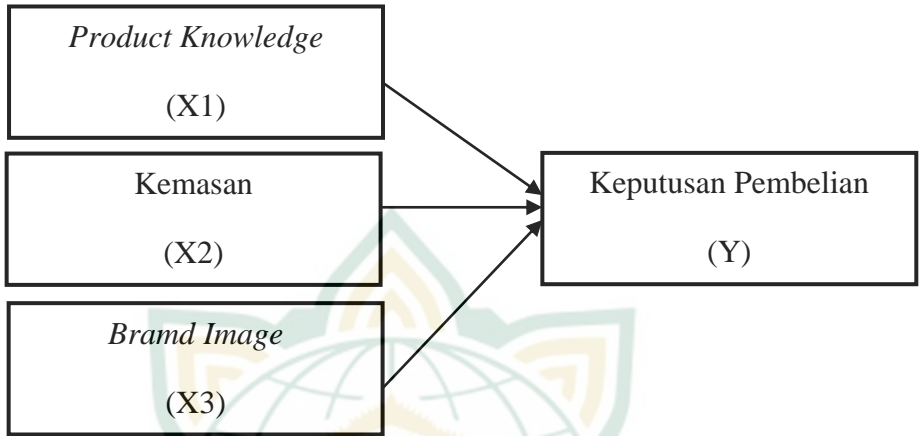 Product Knowledge
(X1)
Kemasan
(X2)
Bramd Image
(X3)
Keputusan Pembelian
(Y)